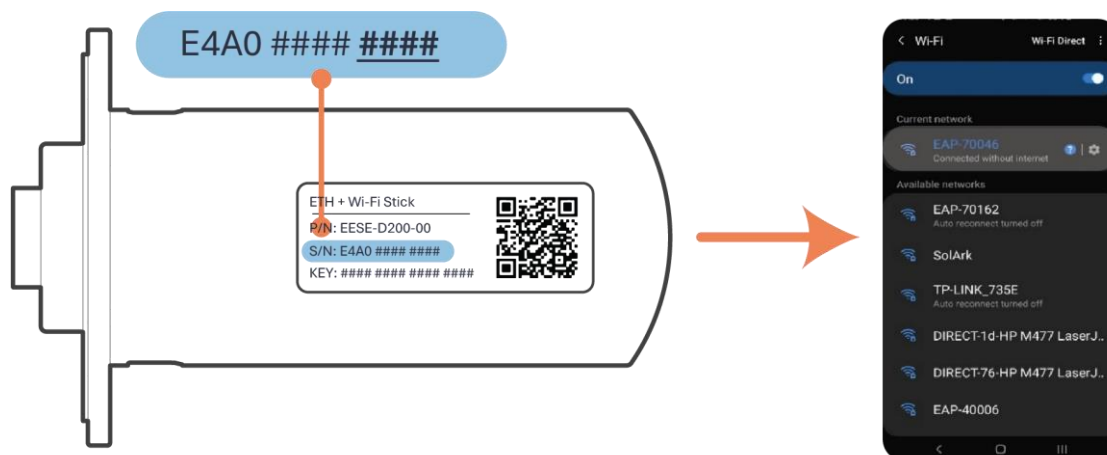 E4A0 #### ####
ETH + Wi-Fi Stick
P/N: EESE-D200-00
S/N: E4A0 #### ####
KEY: #### #### #### ####
Wi-Fi
Wi-Fi Direct
On
Current network
EAP-70046
Connected without internet
Available networks
EAP-70162
Auto reconnect turned off
SolArk
TP-LINK_735E
Auto reconnect turned off
DIRECT-1d-HP M477 LaserJ..
DIRECT-76-HP M477 LaserJ..
EAP-40006